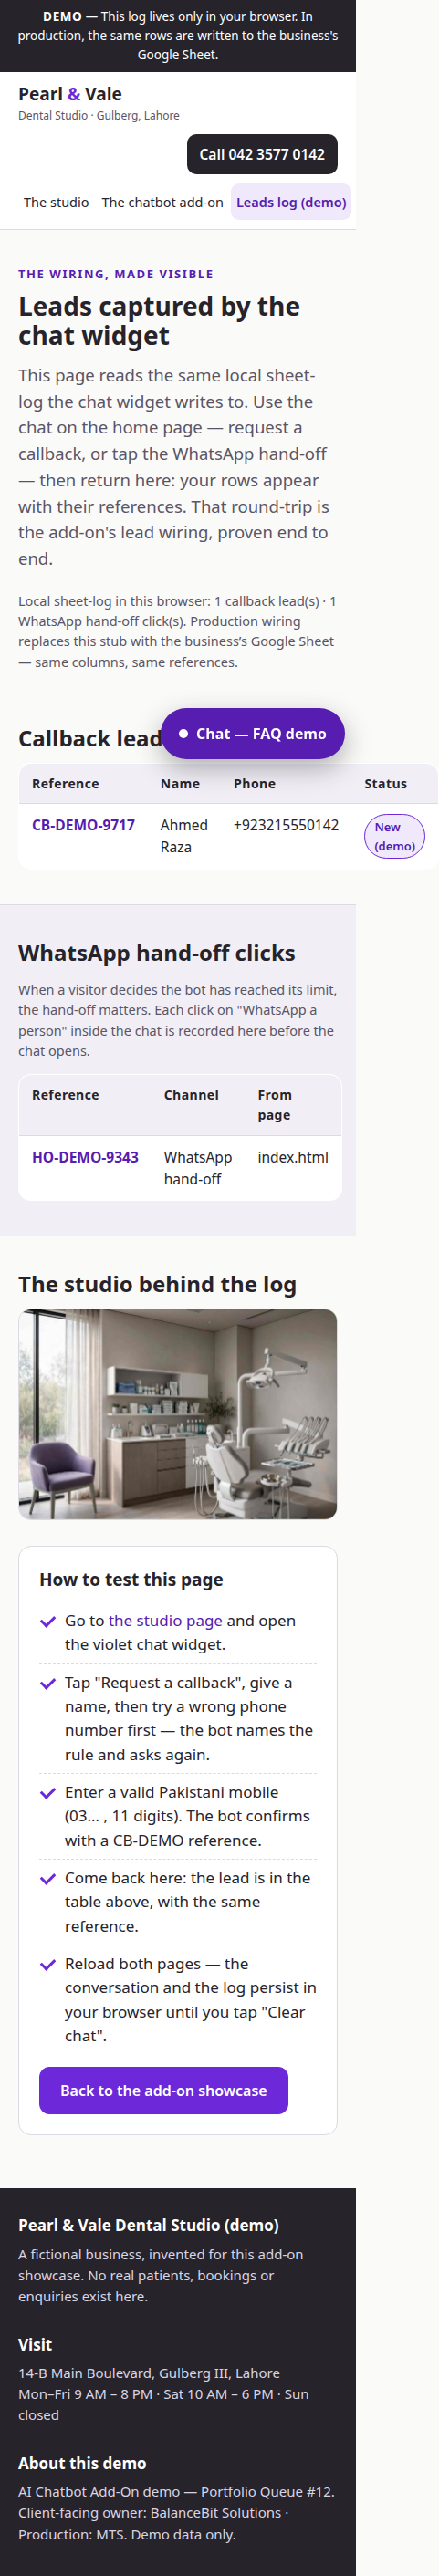 DEMO — This log lives only in your browser. In
production, the same rows are written to the business's
Google Sheet.
Pearl & Vale
Dental Studio · Gulberg, Lahore
Call 042 3577 0142
The studio The chatbot add-on Leads log (demo)
THE WIRING, MADE VISIBLE
Leads captured by the
chat widget
This page reads the same local sheet-
log the chat widget writes to. Use the
chat on the home page — request a
callback, or tap the WhatsApp hand-off
— then return here: your rows appear
with their references. That round-trip is
the add-on's lead wiring, proven end to
end.
Local sheet-log in this browser: 1 callback lead(s) · 1
WhatsApp hand-off click(s). Production wiring
replaces this stub with the business's Google Sheet
— same columns, same references.
Callback lead
Chat — FAQ demo
Reference Name Phone Status
CB-DEMO-9717 Ahmed +923215550142 New
Raza (demo)
WhatsApp hand-off clicks
When a visitor decides the bot has reached its limit,
the hand-off matters. Each click on "WhatsApp a
person" inside the chat is recorded here before the
chat opens.
Reference Channel From
page
HO-DEMO-9343 WhatsApp index.html
hand-off
The studio behind the log
How to test this page
Go to the studio page and open
the violet chat widget.
Tap "Request a callback", give a
name, then try a wrong phone
number first — the bot names the
rule and asks again.
Enter a valid Pakistani mobile
(03… , 11 digits). The bot confirms
with a CB-DEMO reference.
Come back here: the lead is in the
table above, with the same
reference.
Reload both pages — the
conversation and the log persist in
your browser until you tap "Clear
chat".
Back to the add-on showcase
Pearl & Vale Dental Studio (demo)
A fictional business, invented for this add-on
showcase. No real patients, bookings or
enquiries exist here.
Visit
14-B Main Boulevard, Gulberg III, Lahore
Mon–Fri 9 AM – 8 PM · Sat 10 AM – 6 PM · Sun
closed
About this demo
AI Chatbot Add-On demo — Portfolio Queue #12.
Client-facing owner: BalanceBit Solutions ·
Production: MTS. Demo data only.